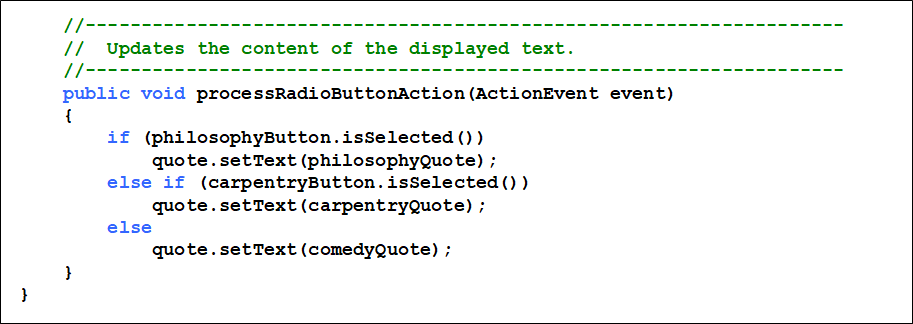 //-------------------------------------------------------------------
//  Updates the content of the displayed text.
//-------------------------------------------------------------------
public void processRadioButtonAction(ActionEvent event)
{
    if (philosophyButton.isSelected())
        quote.setText(philosophyQuote);
    else if (carpentryButton.isSelected())
        quote.setText(carpentryQuote);
    else
        quote.setText(comedyQuote);
}
}